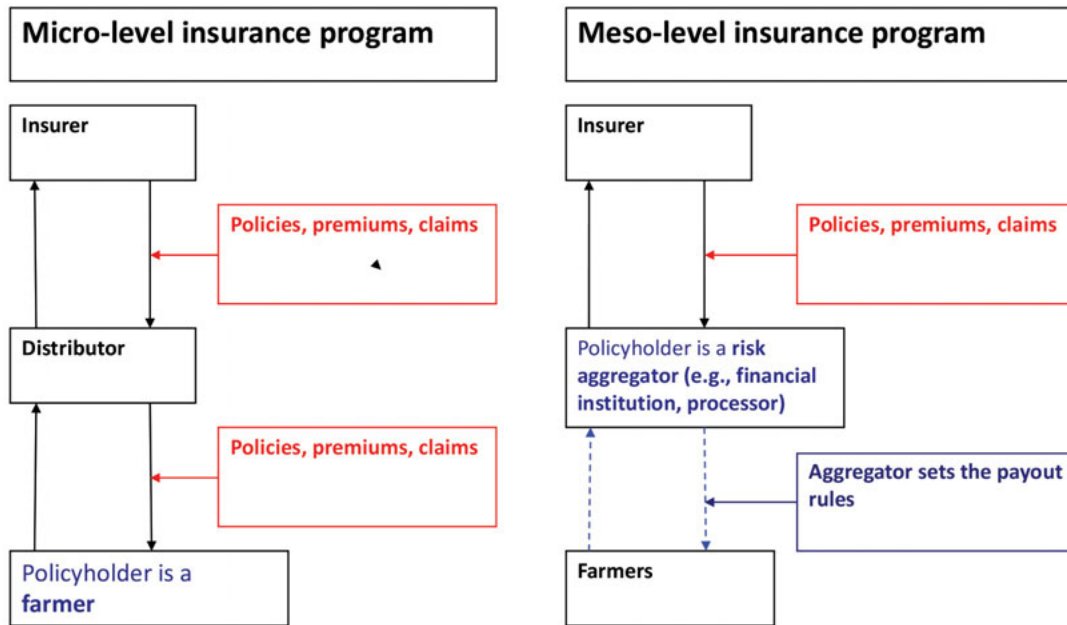 Micro-level insurance program
Insurer
Policies, premiums, claims
Distributor
Policies, premiums, claims
Policyholder is a
farmer
Meso-level insurance program
Insurer
Policies, premiums, claims
Policyholder is a risk
aggregator (e.g., financial
institution, processor)
Aggregator sets the payout
rules
Farmers